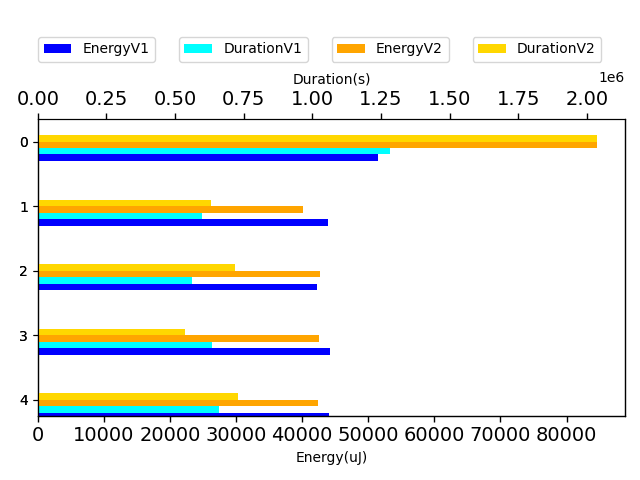 EnergyV1 DurationV1 EnergyV2 DurationV2
Duration(s)
1e6
0.00 0.25 0.50 0.75 1.00 1.25 1.50 1.75 2.00
0
1
2
3
4
0 10000 20000 30000 40000 50000 60000 70000 80000
Energy(uJ)